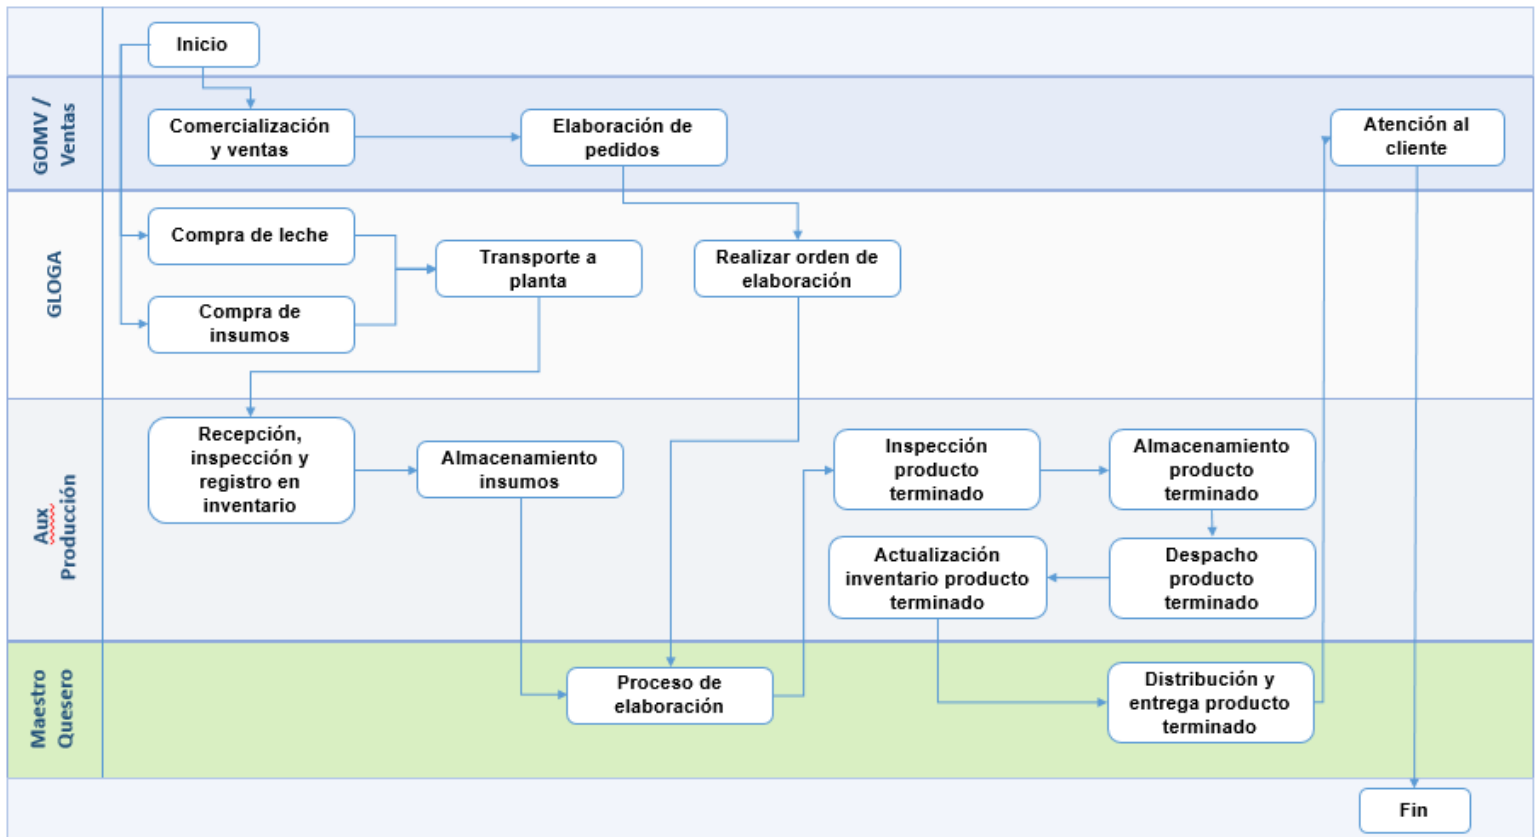 Inicio
GOMV /
Ventas
Comercialización
y ventas
Elaboración de
pedidos
Atención al
cliente
GLOGA
Compra de leche
Compra de
insumos
Transporte a
planta
Realizar orden de
elaboración
Aux
Producción
Recepción,
inspección y
registro en
inventario
Almacenamiento
insumos
Inspección
producto
terminado
Almacenamiento
producto
terminado
Actualización
inventario producto
terminado
Despacho
producto
terminado
Maestro
Quesero
Proceso de
elaboración
Distribución y
entrega producto
terminado
Fin